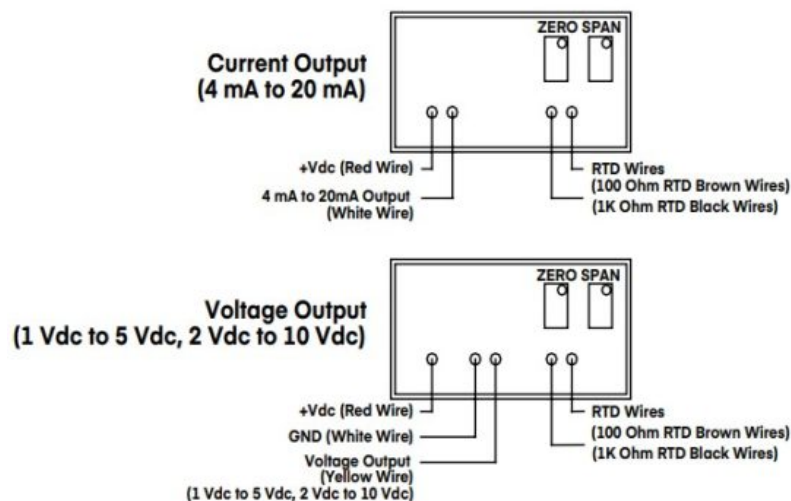 ZERO SPAN
Current Output
(4 mA to 20 mA)
+Vdc (Red Wire)
4 mA to 20mA Output
(White Wire)
RTD Wires
(100 Ohm RTD Brown Wires)
(1K Ohm RTD Black Wires)
ZERO SPAN
Voltage Output
(1 Vdc to 5 Vdc, 2 Vdc to 10 Vdc)
+Vdc (Red Wire)
GND (White Wire)
Voltage Output
(Yellow Wire)
(1 Vdc to 5 Vdc, 2 Vdc to 10 Vdc)
RTD Wires
(100 Ohm RTD Brown Wires)
(1K Ohm RTD Black Wires)